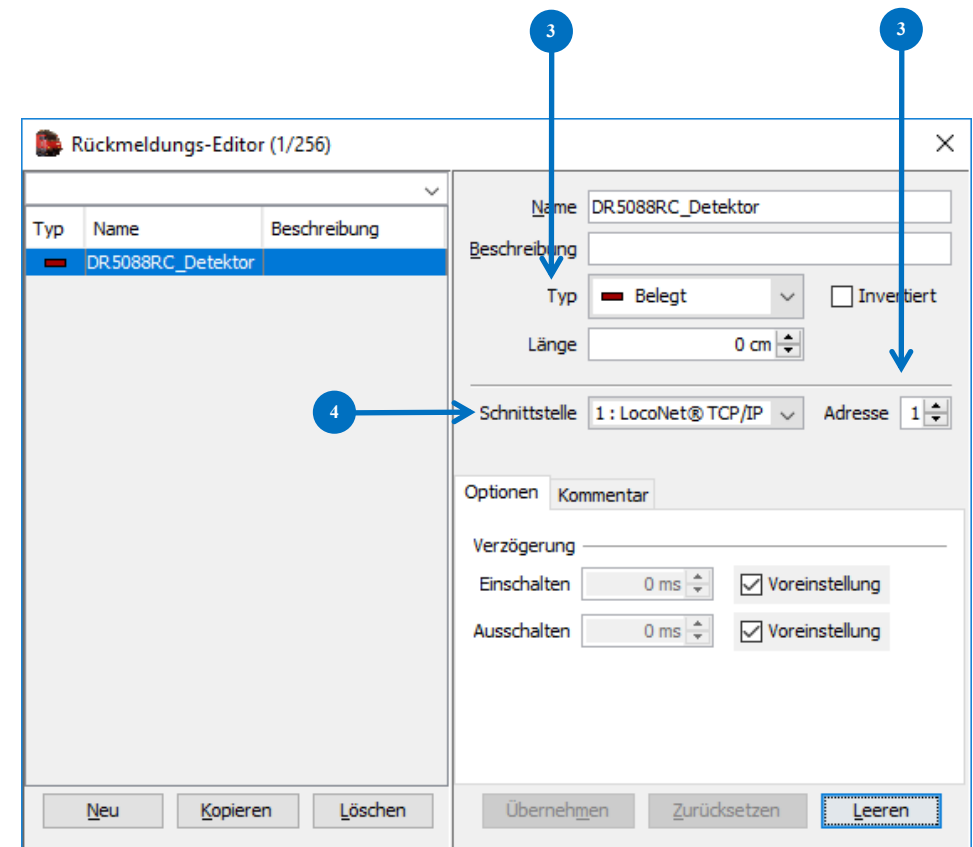 3
3
Rückmeldungs-Editor (1/256)
Typ Name Beschreibung
DR5088RC_Detektor
Name DR5088RC_Detektor
Beschreibung
Typ Belegt Invertiert
Länge 0 cm
4
Schnittstelle 1 : LocoNet® TCP/IP Adresse 1
Optionen Kommentar
Verzögerung
Einschalten 0 ms Voreinstellung
Ausschalten 0 ms Voreinstellung
Neu Kopieren Löschen Übernehmen Zurücksetzen Leeren